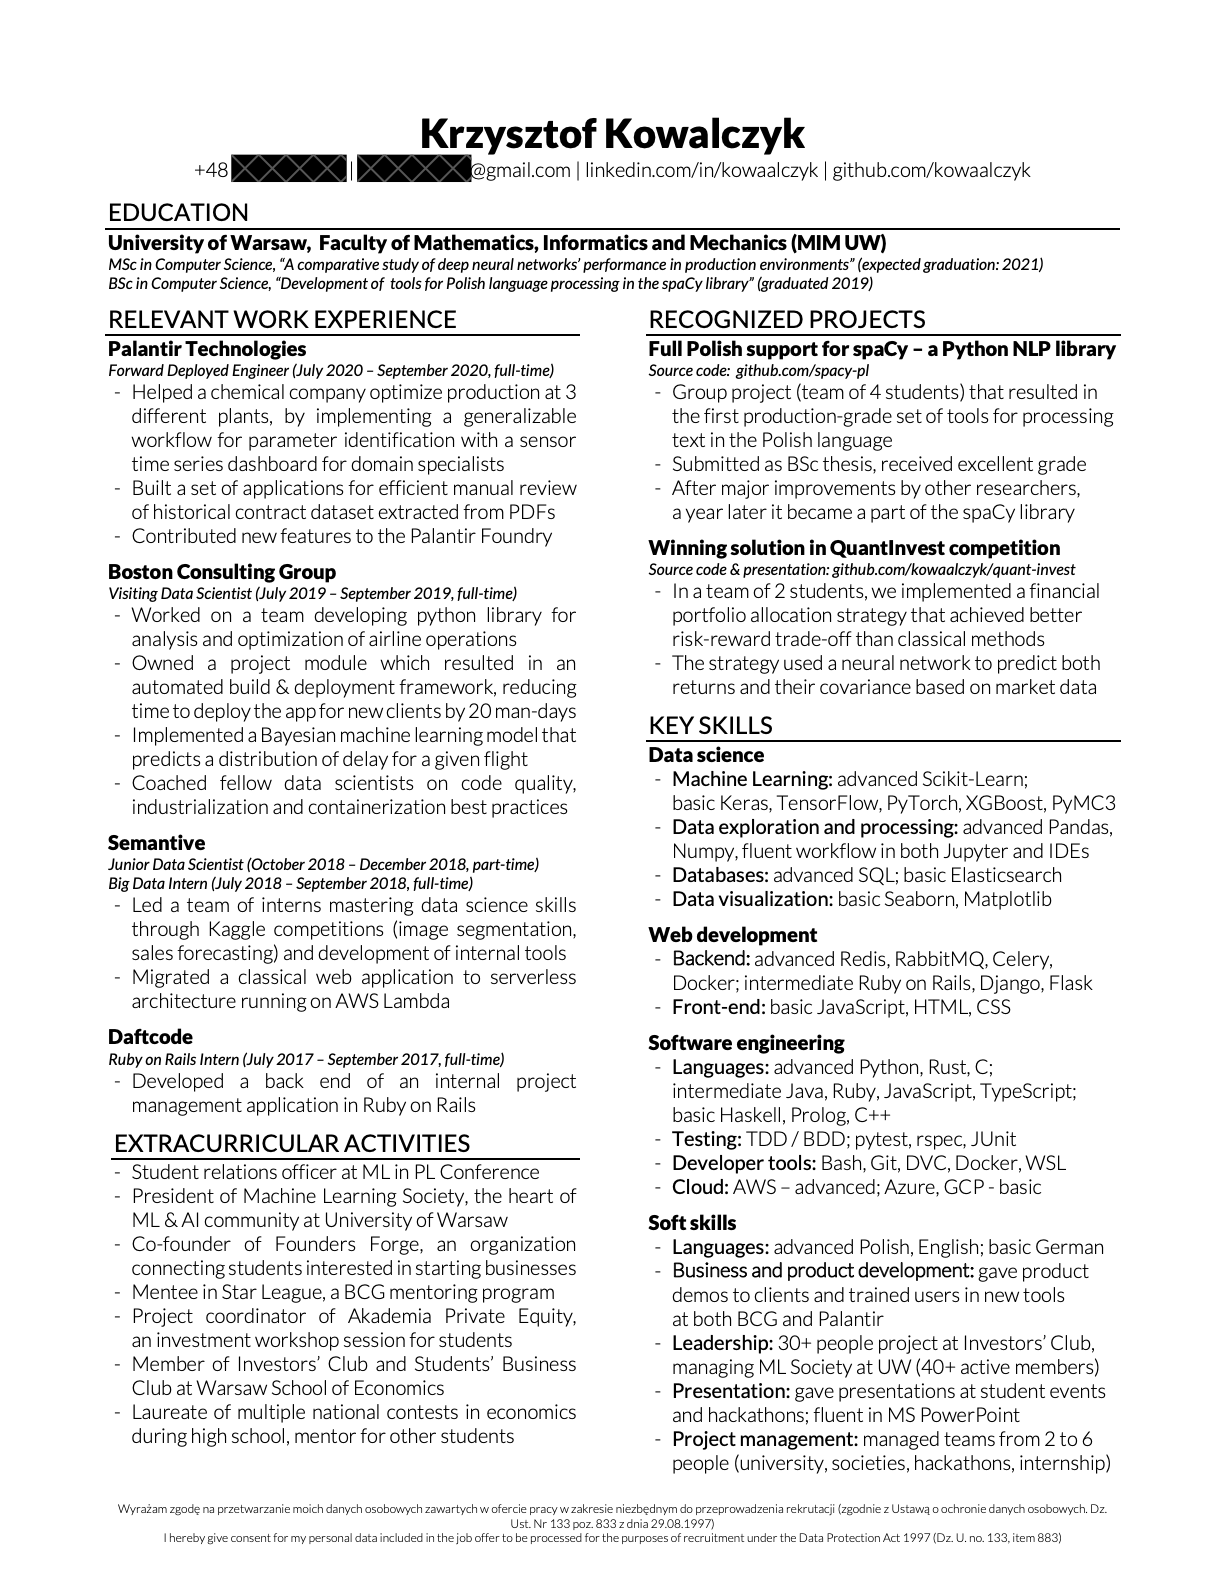 Krzysztof Kowalczyk
+48 | @gmail.com | linkedin.com/in/kowaalczyk | github.com/kowaalczyk
EDUCATION
University of Warsaw, Faculty of Mathematics, Informatics and Mechanics (MIM UW)
MSc in Computer Science, “A comparative study of deep neural networks’ performance in production environments” (expected graduation: 2021)
BSc in Computer Science, “Development of tools for Polish language processing in the spaCy library” (graduated 2019)
RELEVANT WORK EXPERIENCE
Palantir Technologies
Forward Deployed Engineer (July 2020 – September 2020, full-time)
- Helped a chemical company optimize production at 3
different plants, by implementing a generalizable
workflow for parameter identification with a sensor
time series dashboard for domain specialists
- Built a set of applications for efficient manual review
of historical contract dataset extracted from PDFs
- Contributed new features to the Palantir Foundry
Boston Consulting Group
Visiting Data Scientist (July 2019 – September 2019, full-time)
- Worked on a team developing python library for
analysis and optimization of airline operations
- Owned a project module which resulted in an
automated build & deployment framework, reducing
time to deploy the app for new clients by 20 man-days
- Implemented a Bayesian machine learning model that
predicts a distribution of delay for a given flight
- Coached fellow data scientists on code quality,
industrialization and containerization best practices
Semantive
Junior Data Scientist (October 2018 – December 2018, part-time)
Big Data Intern (July 2018 – September 2018, full-time)
- Led a team of interns mastering data science skills
through Kaggle competitions (image segmentation,
sales forecasting) and development of internal tools
- Migrated a classical web application to serverless
architecture running on AWS Lambda
Daftcode
Ruby on Rails Intern (July 2017 – September 2017, full-time)
- Developed a back end of an internal project
management application in Ruby on Rails
EXTRACURRICULAR ACTIVITIES
- Student relations officer at ML in PL Conference
- President of Machine Learning Society, the heart of
ML & AI community at University of Warsaw
- Co-founder of Founders Forge, an organization
connecting students interested in starting businesses
- Mentee in Star League, a BCG mentoring program
- Project coordinator of Akademia Private Equity,
an investment workshop session for students
- Member of Investors’ Club and Students’ Business
Club at Warsaw School of Economics
- Laureate of multiple national contests in economics
during high school, mentor for other students
RECOGNIZED PROJECTS
Full Polish support for spaCy – a Python NLP library
Source code: github.com/spacy-pl
- Group project (team of 4 students) that resulted in
the first production-grade set of tools for processing
text in the Polish language
- Submitted as BSc thesis, received excellent grade
- After major improvements by other researchers,
a year later it became a part of the spaCy library
Winning solution in QuantInvest competition
Source code & presentation: github.com/kowaalczyk/quant-invest
- In a team of 2 students, we implemented a financial
portfolio allocation strategy that achieved better
risk-reward trade-off than classical methods
- The strategy used a neural network to predict both
returns and their covariance based on market data
KEY SKILLS
Data science
- Machine Learning: advanced Scikit-Learn;
basic Keras, TensorFlow, PyTorch, XGBoost, PyMC3
- Data exploration and processing: advanced Pandas,
Numpy, fluent workflow in both Jupyter and IDEs
- Databases: advanced SQL; basic Elasticsearch
- Data visualization: basic Seaborn, Matplotlib
Web development
- Backend: advanced Redis, RabbitMQ, Celery,
Docker; intermediate Ruby on Rails, Django, Flask
- Front-end: basic JavaScript, HTML, CSS
Software engineering
- Languages: advanced Python, Rust, C;
intermediate Java, Ruby, JavaScript, TypeScript;
basic Haskell, Prolog, C++
- Testing: TDD / BDD; pytest, rspec, JUnit
- Developer tools: Bash, Git, DVC, Docker, WSL
- Cloud: AWS – advanced; Azure, GCP - basic
Soft skills
- Languages: advanced Polish, English; basic German
- Business and product development: gave product
demos to clients and trained users in new tools
at both BCG and Palantir
- Leadership: 30+ people project at Investors’ Club,
managing ML Society at UW (40+ active members)
- Presentation: gave presentations at student events
and hackathons; fluent in MS PowerPoint
- Project management: managed teams from 2 to 6
people (university, societies, hackathons, internship)
Wyrażam zgodę na przetwarzanie moich danych osobowych zawartych w ofercie pracy w zakresie niezbędnym do przeprowadzenia rekrutacji (zgodnie z Ustawą o ochronie danych osobowych. Dz.
Ust. Nr 133 poz. 833 z dnia 29.08.1997)
I hereby give consent for my personal data included in the job offer to be processed for the purposes of recruitment under the Data Protection Act 1997 (Dz. U. no. 133, item 883)